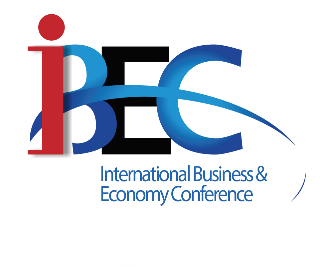 iBEC
International Business &
Economy Conference